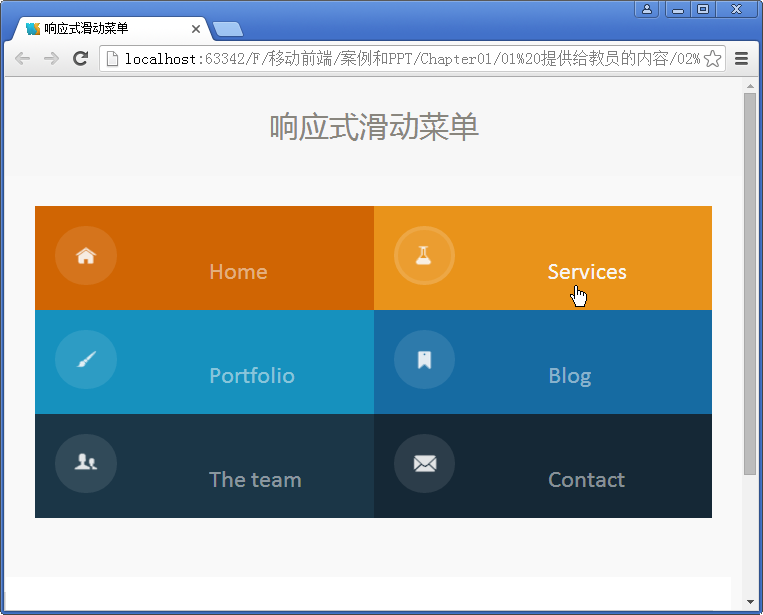 响应式滑动菜单
localhost:63342/F/移动前端/案例和PPT/Chapter01/01%20提供给教员的内容/02%
响应式滑动菜单
Home
Services
Portfolio
Blog
The team
Contact